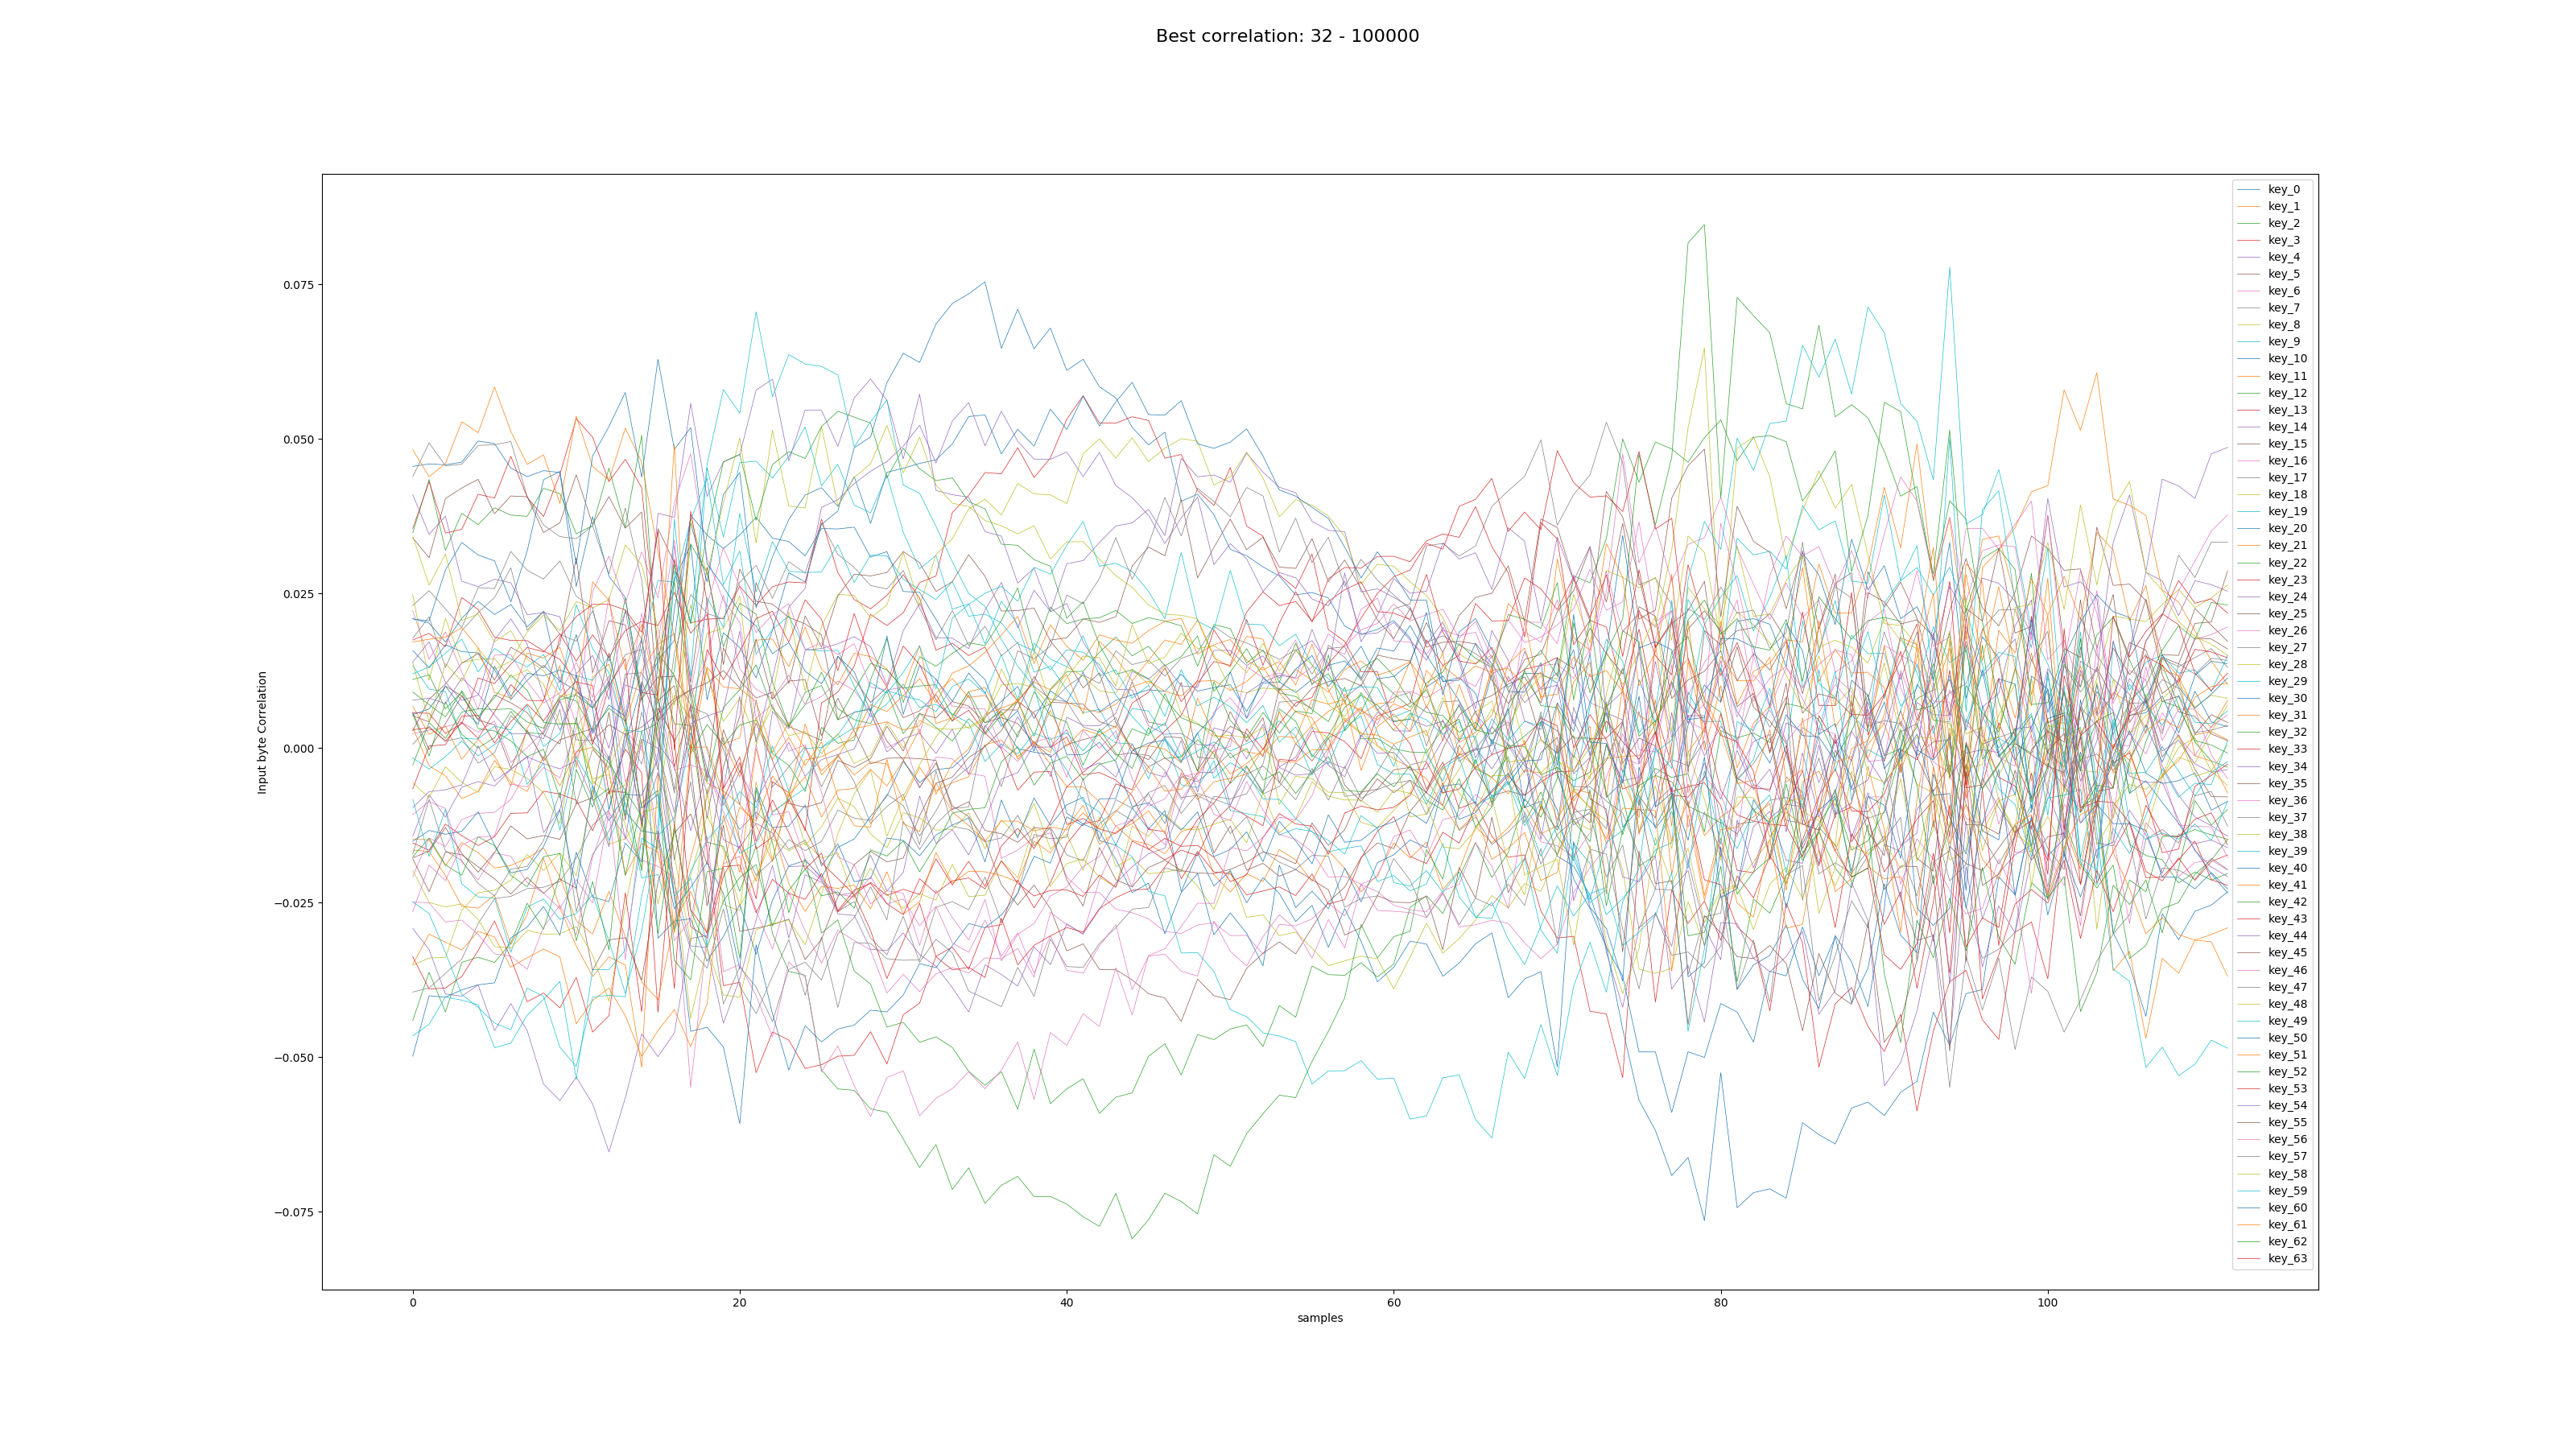 Best correlation: 32 - 100000
key_0
key_1
key_2
key_3
key_4
key_5
key_6
key_7
key_8
key_9
key_10
key_11
key_12
key_13
key_14
key_15
key_16
key_17
key_18
key_19
key_20
key_21
key_22
key_23
key_24
key_25
key_26
key_27
key_28
key_29
key_30
key_31
key_32
key_33
key_34
key_35
key_36
key_37
key_38
key_39
key_40
key_41
key_42
key_43
key_44
key_45
key_46
key_47
key_48
key_49
key_50
key_51
key_52
key_53
key_54
key_55
key_56
key_57
key_58
key_59
key_60
key_61
key_62
key_63
0.075
0.050
0.025
0.000
−0.025
−0.050
−0.075
Input byte Correlation
0 20 40 60 80 100
samples